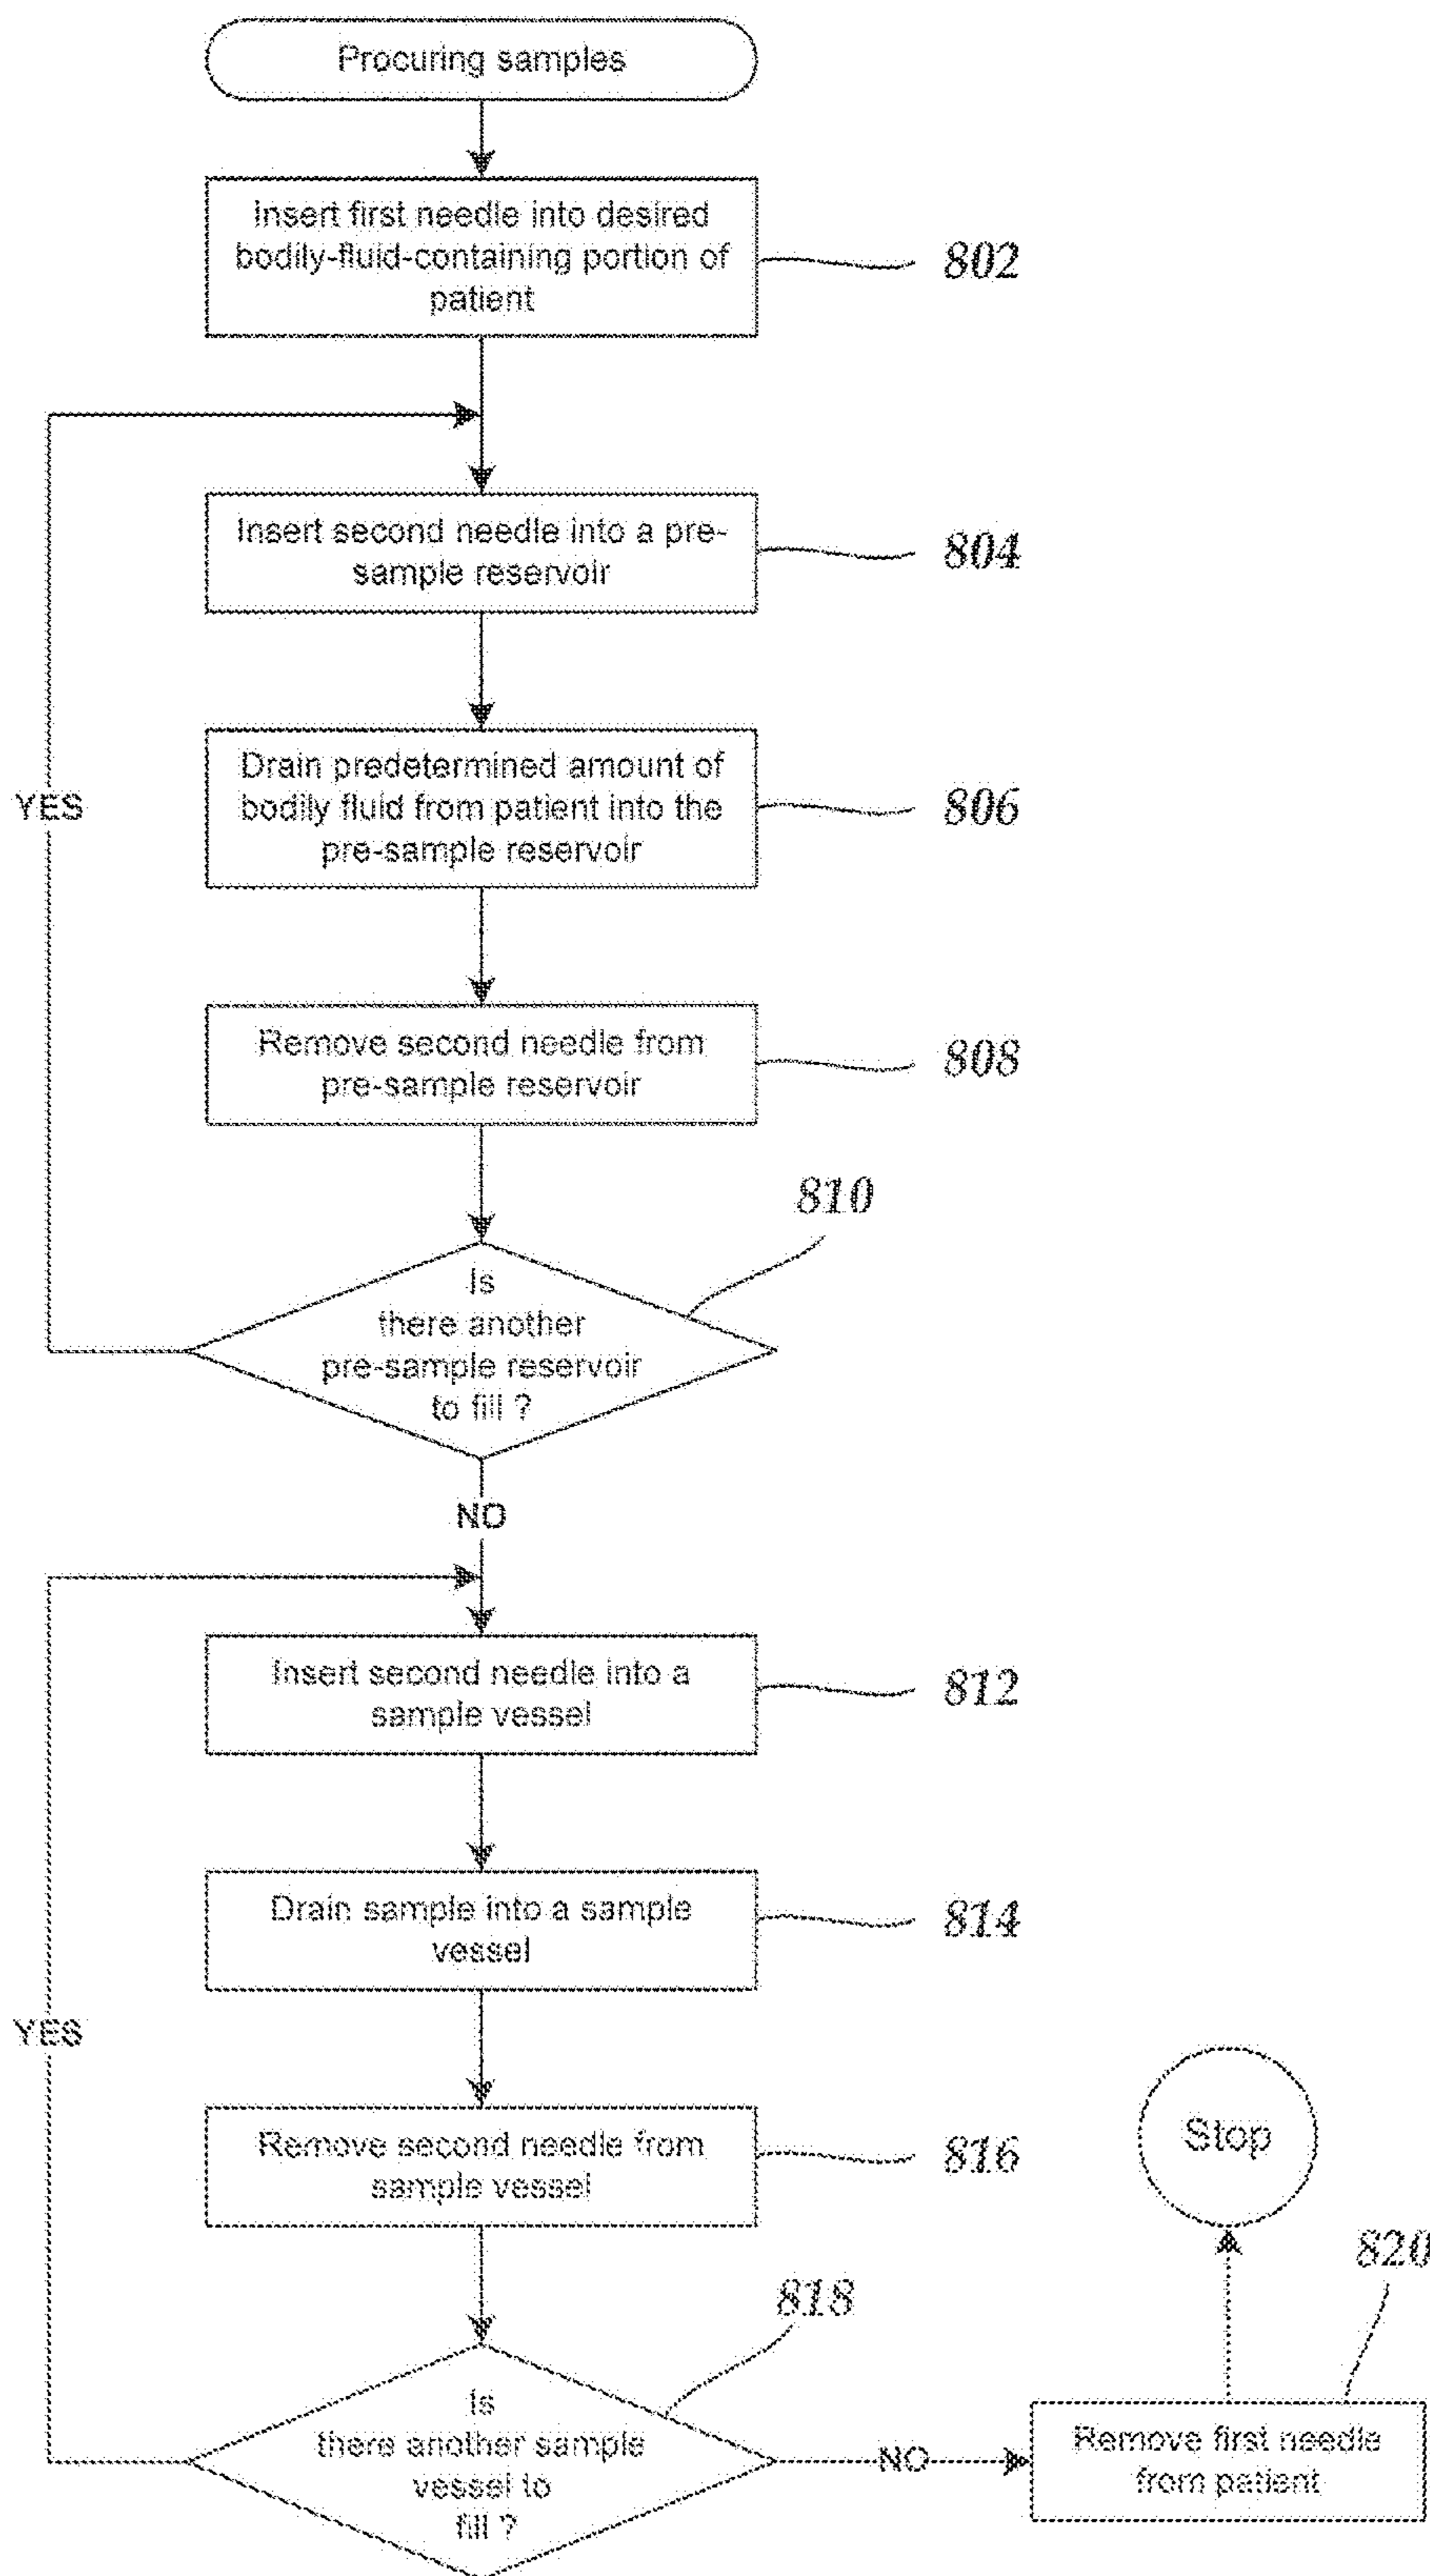 Procuring samples
Insert first needle into desired
bodily-fluid-containing portion of
patient
802
Insert second needle into a pre-
sample reservoir
804
Drain predetermined amount of
bodily fluid from patient into the
pre-sample reservoir
806
YES
Remove second needle from
pre-sample reservoir
808
810
Is
there another
pre-sample reservoir
to fill ?
NO
Insert second needle into a
sample vessel
812
Drain sample into a sample
vessel
814
YES
Remove second needle from
sample vessel
816
Stop
820
818
Is
there another sample
vessel to
fill ?
NO
Remove first needle
from patient